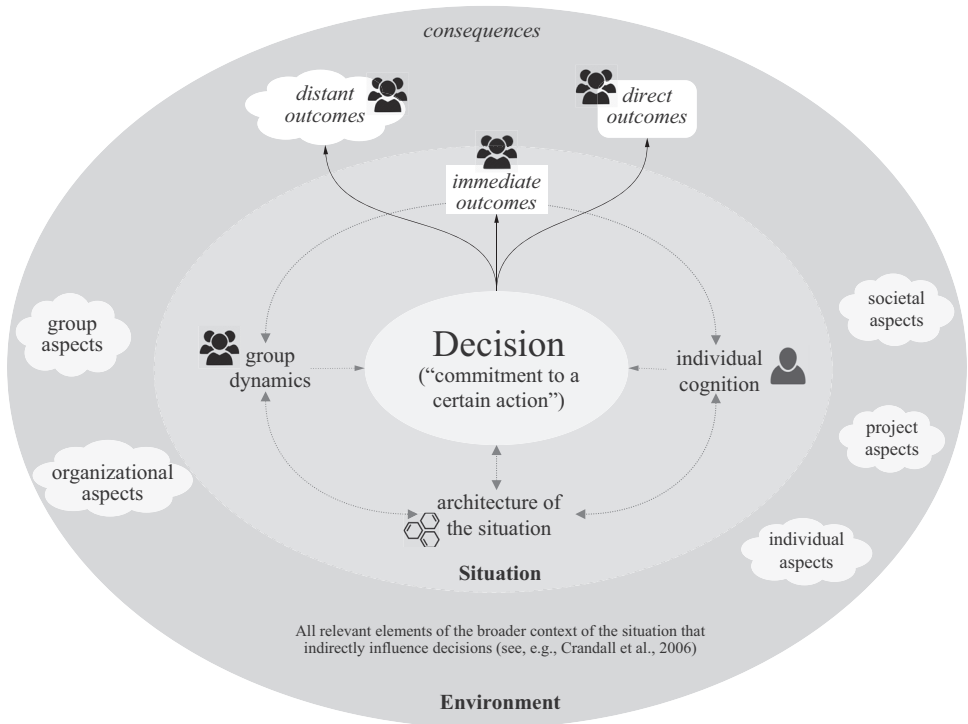 consequences
distant
outcomes
direct
outcomes
immediate
outcomes
group
aspects
societal
aspects
group
dynamics
Decision
(“commitment to a
certain action”)
individual
cognition
project
aspects
organizational
aspects
architecture of
the situation
individual
aspects
Situation
All relevant elements of the broader context of the situation that
indirectly influence decisions (see, e.g., Crandall et al., 2006)
Environment